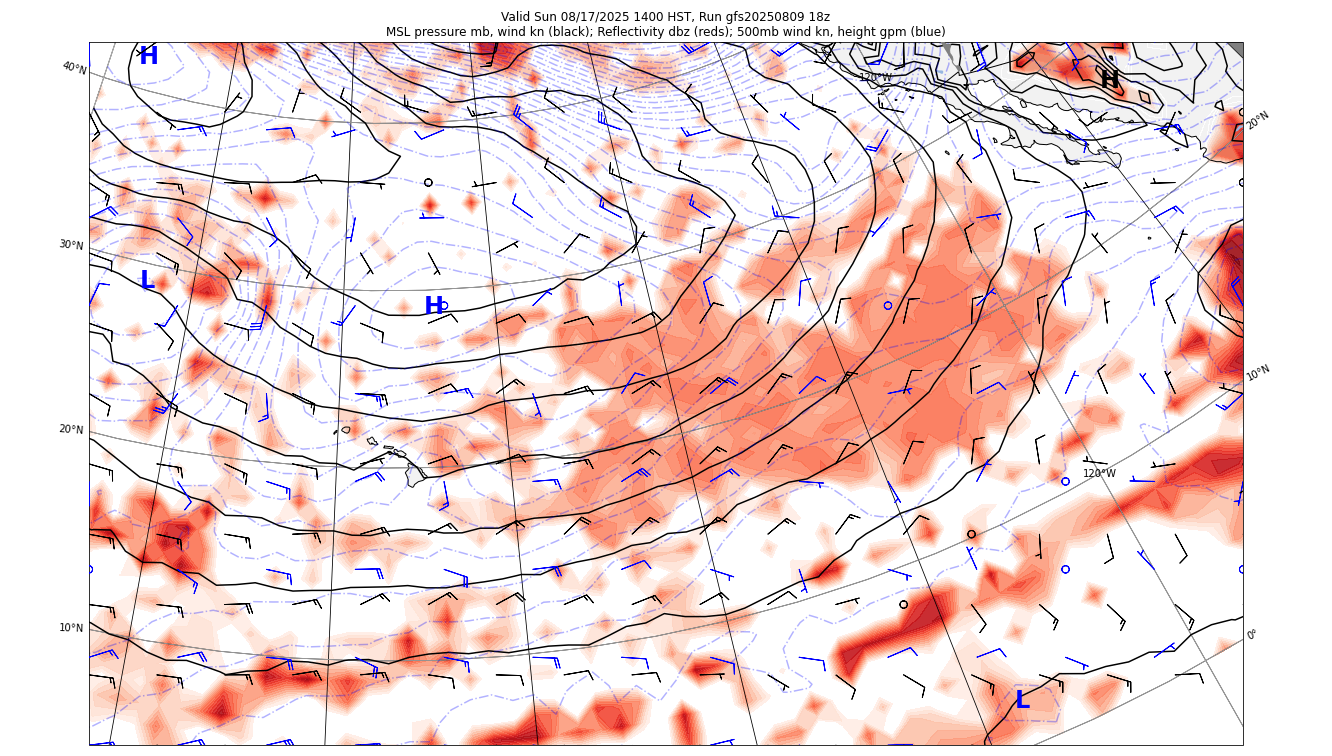 Valid Sun 08/17/2025 1400 HST, Run gfs20250809 18z
MSL pressure mb, wind kn (black); Reflectivity dbz (reds); 500mb wind kn, height gpm (blue)
H
40°N
120°W
H
20°N
30°N
L
H
10°N
20°N
120°W
10°N
0°
L